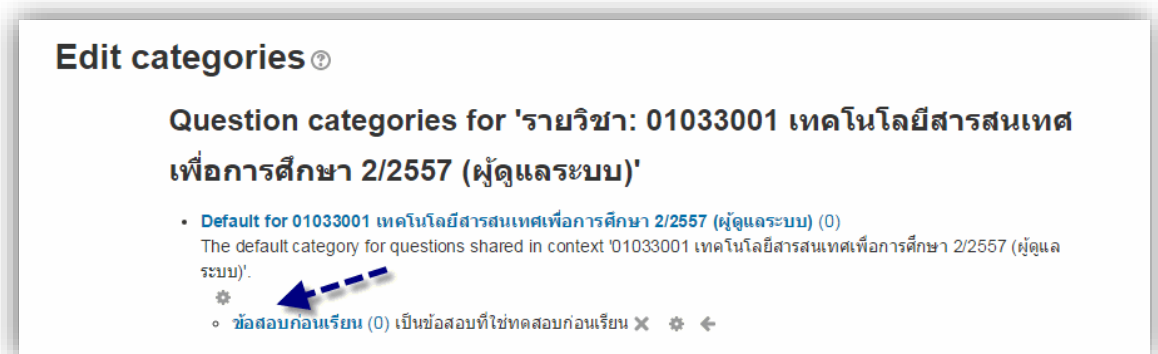 Edit categories
Question categories for 'รายวิชา: 01033001 เทคโนโลยีสารสนเทศ
เพื่อการศึกษา 2/2557 (ผู้ดูแลระบบ)'
Default for 01033001 เทคโนโลยีสารสนเทศเพื่อการศึกษา 2/2557 (ผู้ดูแลระบบ) (0)
The default category for questions shared in context '01033001 เทคโนโลยีสารสนเทศเพื่อการศึกษา 2/2557 (ผู้ดูแล
ระบบ)'.
ข้อสอบก่อนเรียน (0) เป็นข้อสอบที่ใช่ทดสอบก่อนเรียน